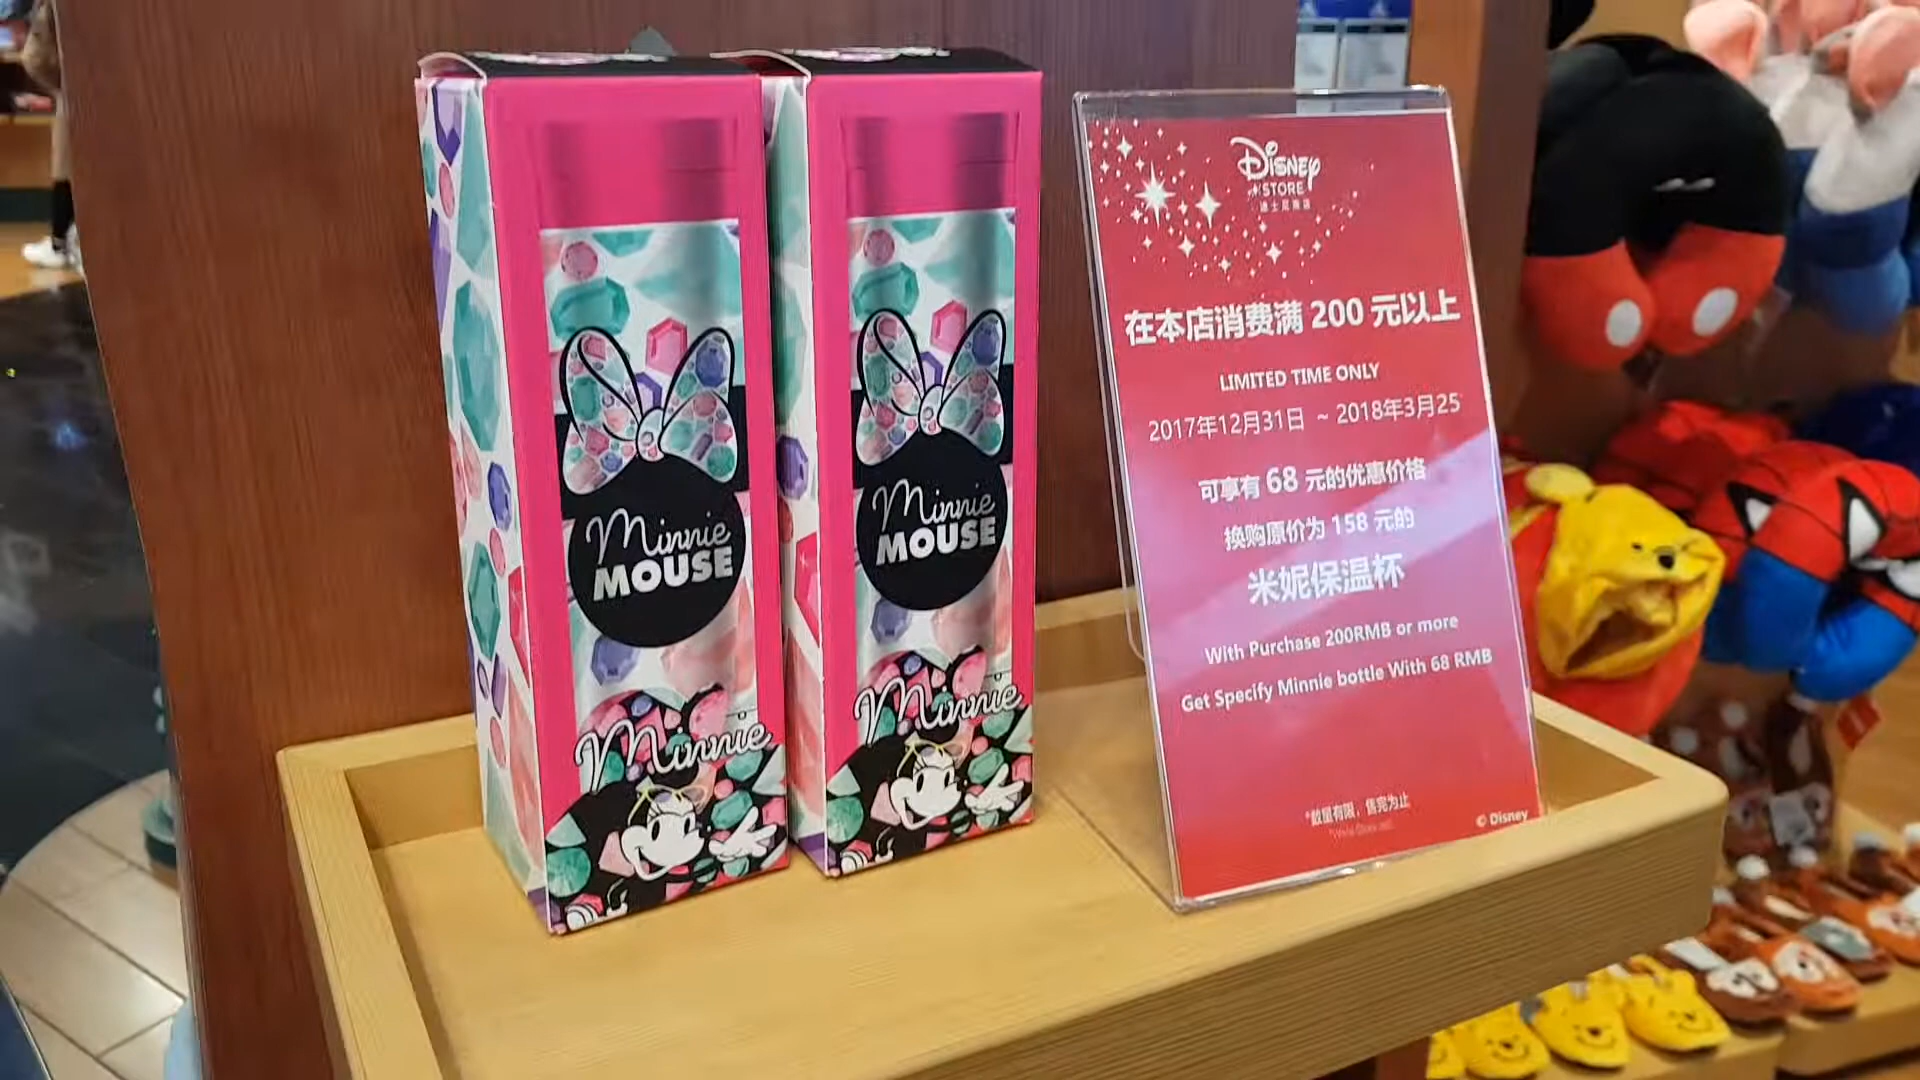 Minnie
MOUSE
Minnie
Minnie
MOUSE
Minnie
Disney
STORE
迪士尼商店
在本店消费满 200 元以上
LIMITED TIME ONLY
2017年12月31日 ~ 2018年3月25
可享有 68 元的优惠价格
换购原价为 158 元的
米妮保温杯
With Purchase 200RMB or more
Get Specify Minnie bottle With 68 RMB
*数量有限，售完为止
© Disney